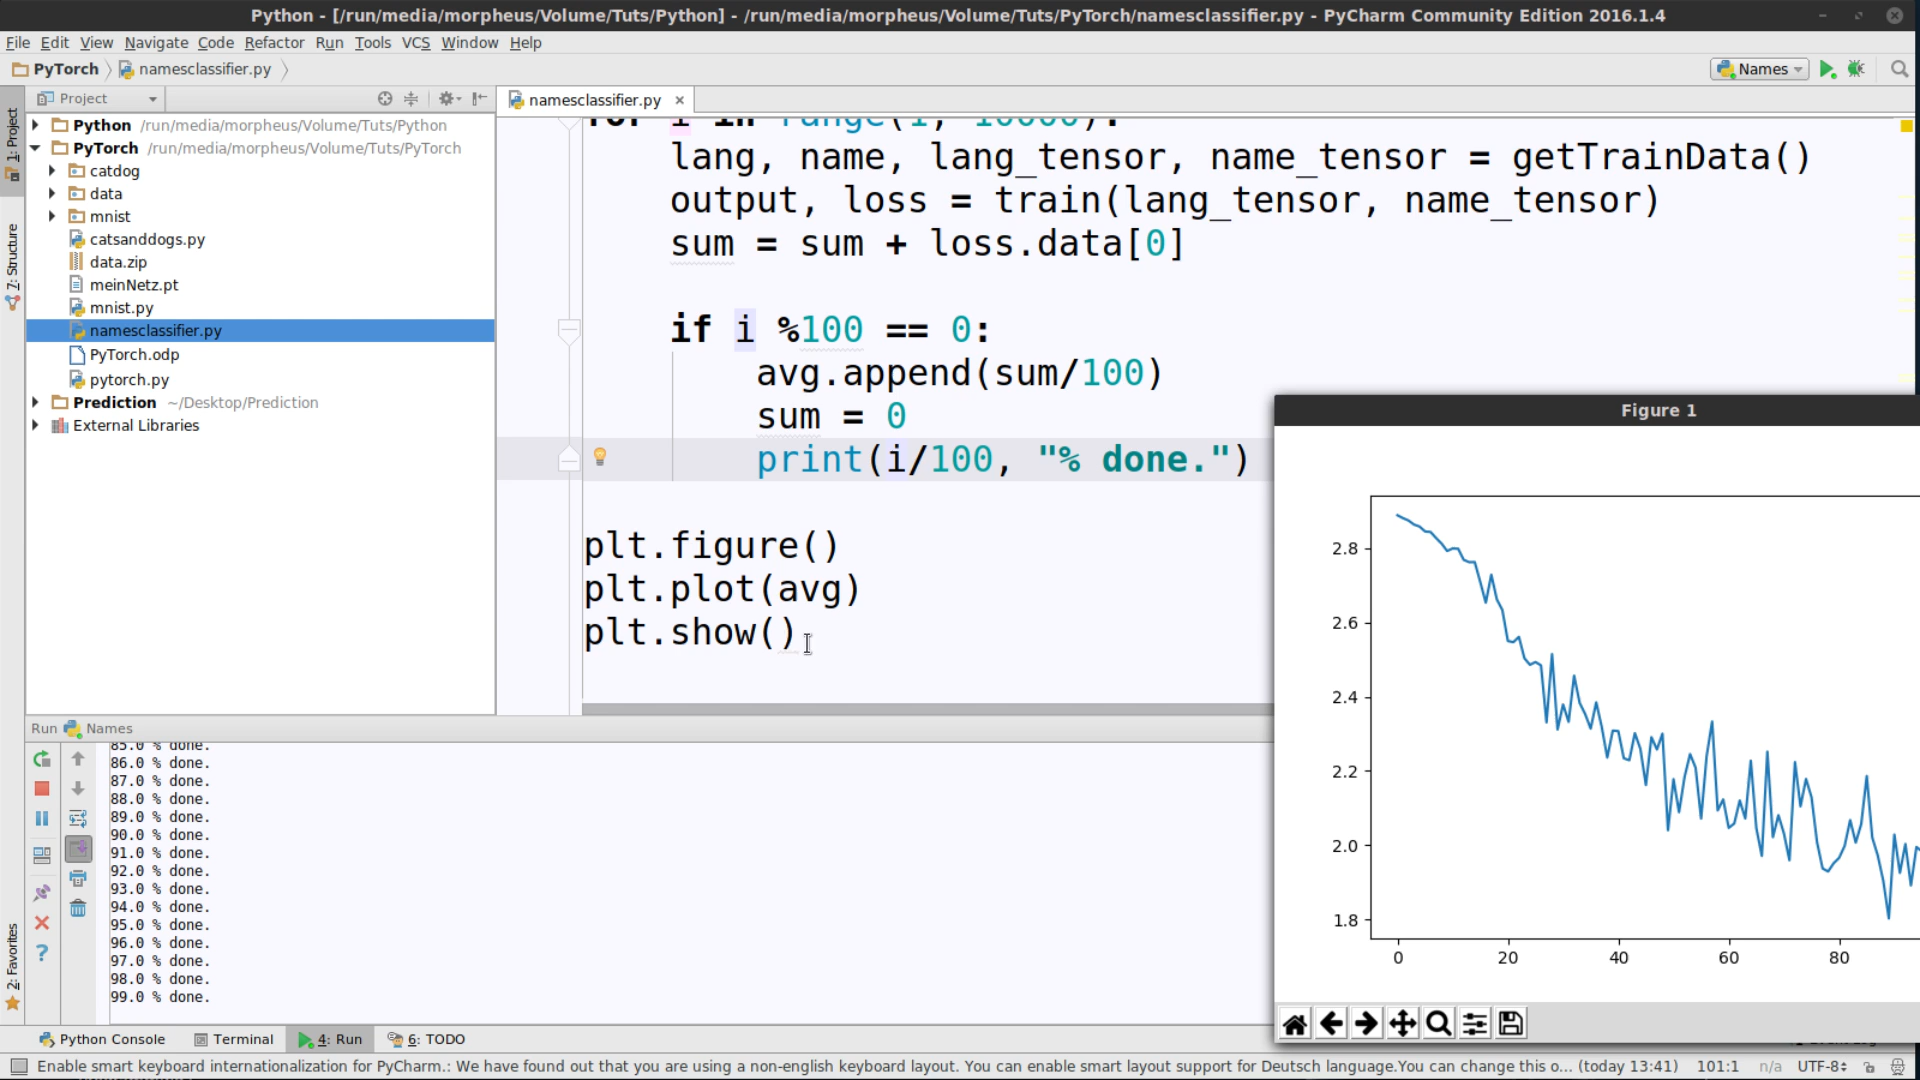 Python - [/run/media/morpheus/Volume/Tuts/Python] - /run/media/morpheus/Volume/Tuts/PyTorch/namesclassifier.py - PyCharm Community Edition 2016.1.4
File Edit View Navigate Code Refactor Run Tools VCS Window Help
PyTorch namesclassifier.py
Names
Project
namesclassifier.py
1: Project
7: Structure
2: Favorites
Python /run/media/morpheus/Volume/Tuts/Python
PyTorch /run/media/morpheus/Volume/Tuts/PyTorch
catdog
data
mnist
catsanddogs.py
data.zip
meinNetz.pt
mnist.py
namesclassifier.py
PyTorch.odp
pytorch.py
Prediction ~/Desktop/Prediction
External Libraries
for i in range(1, 10000):
lang, name, lang_tensor, name_tensor = getTrainData()
output, loss = train(lang_tensor, name_tensor)
sum = sum + loss.data[0]
if i %100 == 0:
avg.append(sum/100)
sum = 0
print(i/100, "% done.")
plt.figure()
plt.plot(avg)
plt.show()
Figure 1
2.8
2.6
2.4
2.2
2.0
1.8
0 20 40 60 80
Run Names
85.0 % done.
86.0 % done.
87.0 % done.
88.0 % done.
89.0 % done.
90.0 % done.
91.0 % done.
92.0 % done.
93.0 % done.
94.0 % done.
95.0 % done.
96.0 % done.
97.0 % done.
98.0 % done.
99.0 % done.
Python Console Terminal 4: Run 6: TODO
Enable smart keyboard internationalization for PyCharm.: We have found out that you are using a non-english keyboard layout. You can enable smart layout support for Deutsch language.You can change this o... (today 13:41) 101:1 n/a UTF-8